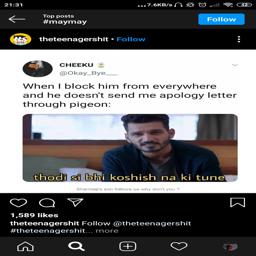 21:31
...7.6KB/s
Top posts
#maymay
Follow
theteenagershit • Follow
CHEEKU
@Okay_Bye___
When I block him from everywhere
and he doesn't send me apology letter
through pigeon:
thodi si bhi koshish na ki tune
1,589 likes
theteenagershit Follow @theteenagershit
#theteenagershit... more